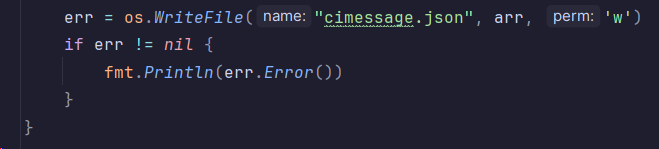 err = os.WriteFile( name: "cimessage.json", arr, perm: 'w')
if err != nil {
fmt.Println(err.Error())
}
}